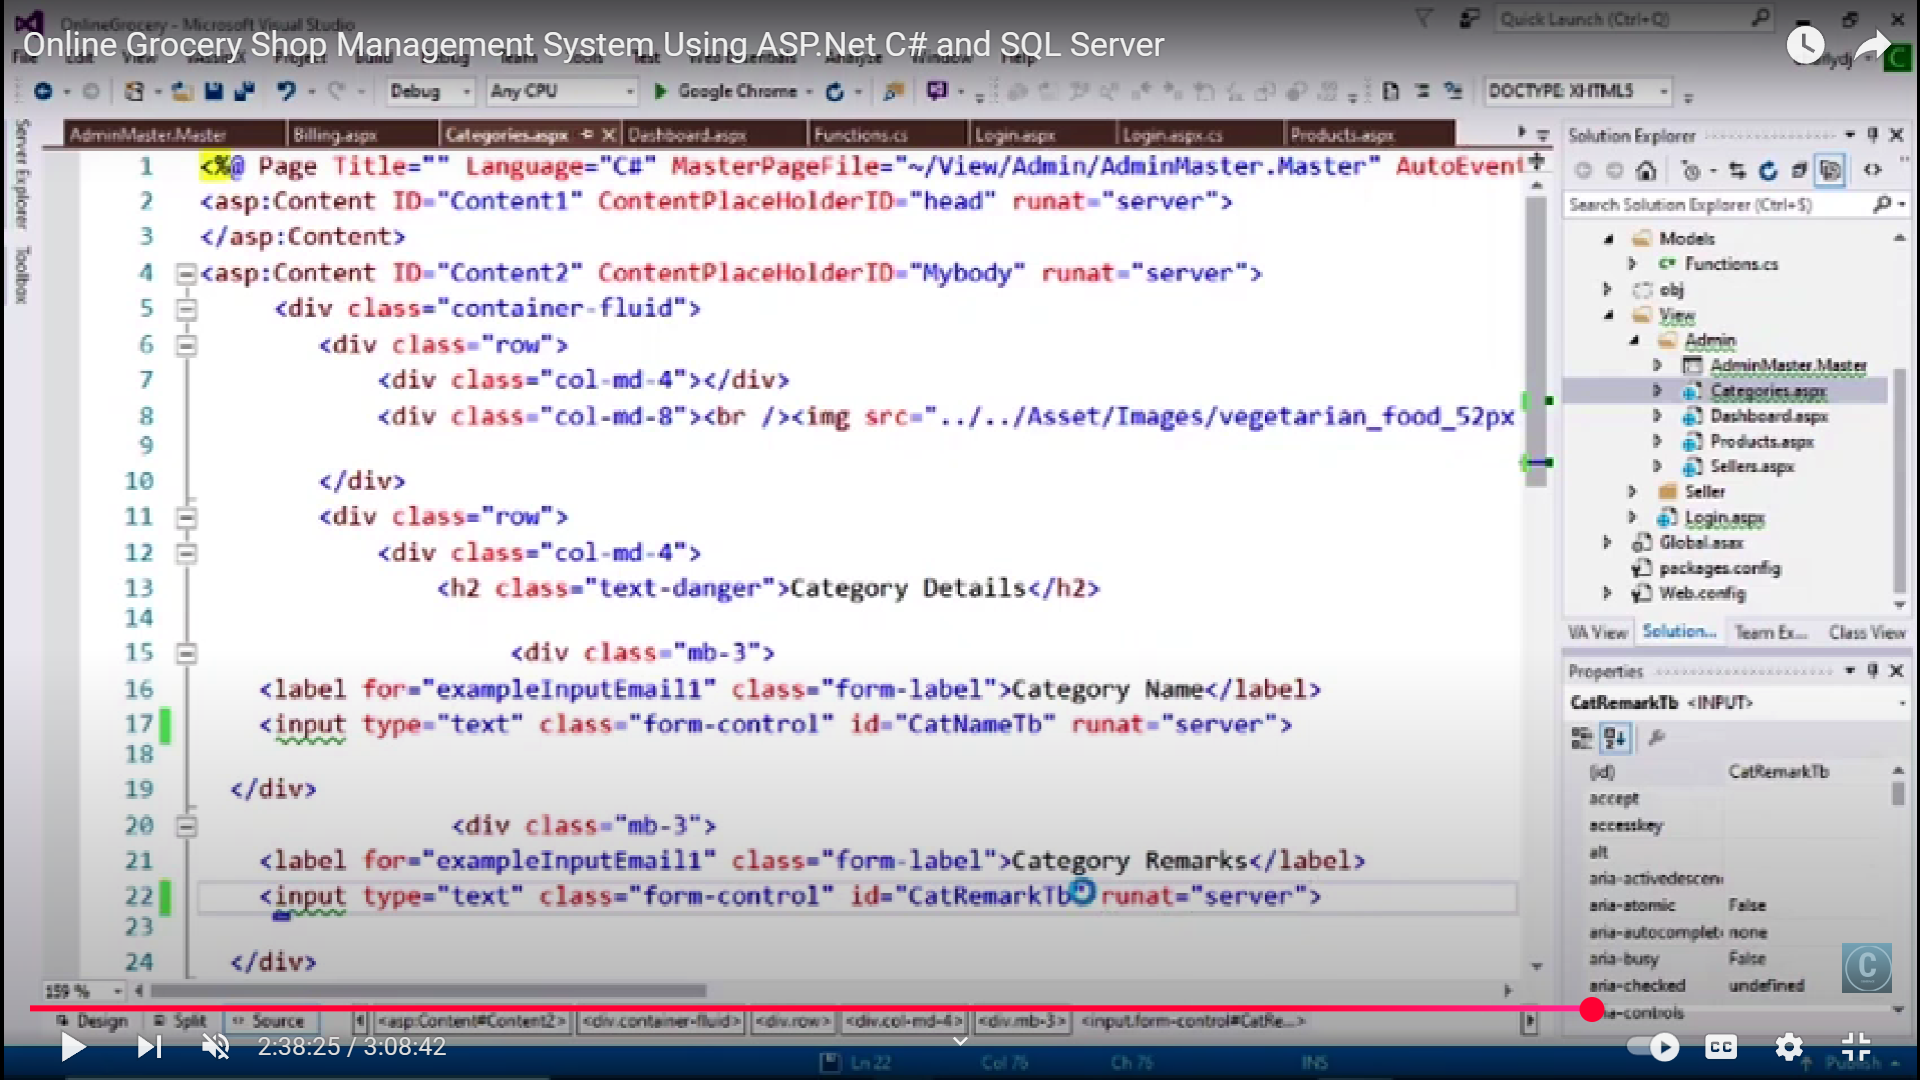 OnlineGrocery - Microsoft Visual Studio
Quick Launch (Ctrl+Q)
Online Grocery Shop Management System Using ASP.Net C# and SQL Server
Debug
Any CPU
Google Chrome
DOCTYPE: XHTML5
Server Explorer
Toolbox
AdminMaster.Master
Billing.aspx
Categories.aspx
Dashboard.aspx
Functions.cs
Login.aspx
Login.aspx.cs
Products.aspx
1 <%@ Page Title="" Language="C#" MasterPageFile="~/View/Admin/AdminMaster.Master" AutoEvent
2 <asp:Content ID="Content1" ContentPlaceHolderID="head" runat="server">
3 </asp:Content>
4 <asp:Content ID="Content2" ContentPlaceHolderID="Mybody" runat="server">
5 <div class="container-fluid">
6 <div class="row">
7 <div class="col-md-4"></div>
8 <div class="col-md-8"><br /><img src="../../Asset/Images/vegetarian_food_52px
9
10 </div>
11 <div class="row">
12 <div class="col-md-4">
13 <h2 class="text-danger">Category Details</h2>
14
15 <div class="mb-3">
16 <label for="exampleInputEmail1" class="form-label">Category Name</label>
17 <input type="text" class="form-control" id="CatNameTb" runat="server">
18
19 </div>
20 <div class="mb-3">
21 <label for="exampleInputEmail1" class="form-label">Category Remarks</label>
22 <input type="text" class="form-control" id="CatRemarkTb" runat="server">
23
24 </div>
159 %
Design
Split
Source
<asp:Content#Content2>
<div.container-fluid>
<div.row>
<div.col-md-4>
<div.mb-3>
<input.form-control#CatRe...>
Solution Explorer
Search Solution Explorer (Ctrl+$)
Models
Functions.cs
obj
View
Admin
AdminMaster.Master
Categories.aspx
Dashboard.aspx
Products.aspx
Sellers.aspx
Seller
Login.aspx
Global.asax
packages.config
Web.config
VA View
Solution...
Team Ex...
Class View
Properties
CatRemarkTb <INPUT>
(id) CatRemarkTb
accept
accesskey
alt
aria-activedescen
aria-atomic False
aria-autocomplet none
aria-busy False
aria-checked undefined
aria-controls
C
2:38:25 / 3:08:42
CC
Ln 22
Col 76
Ch 76
INS
Publish